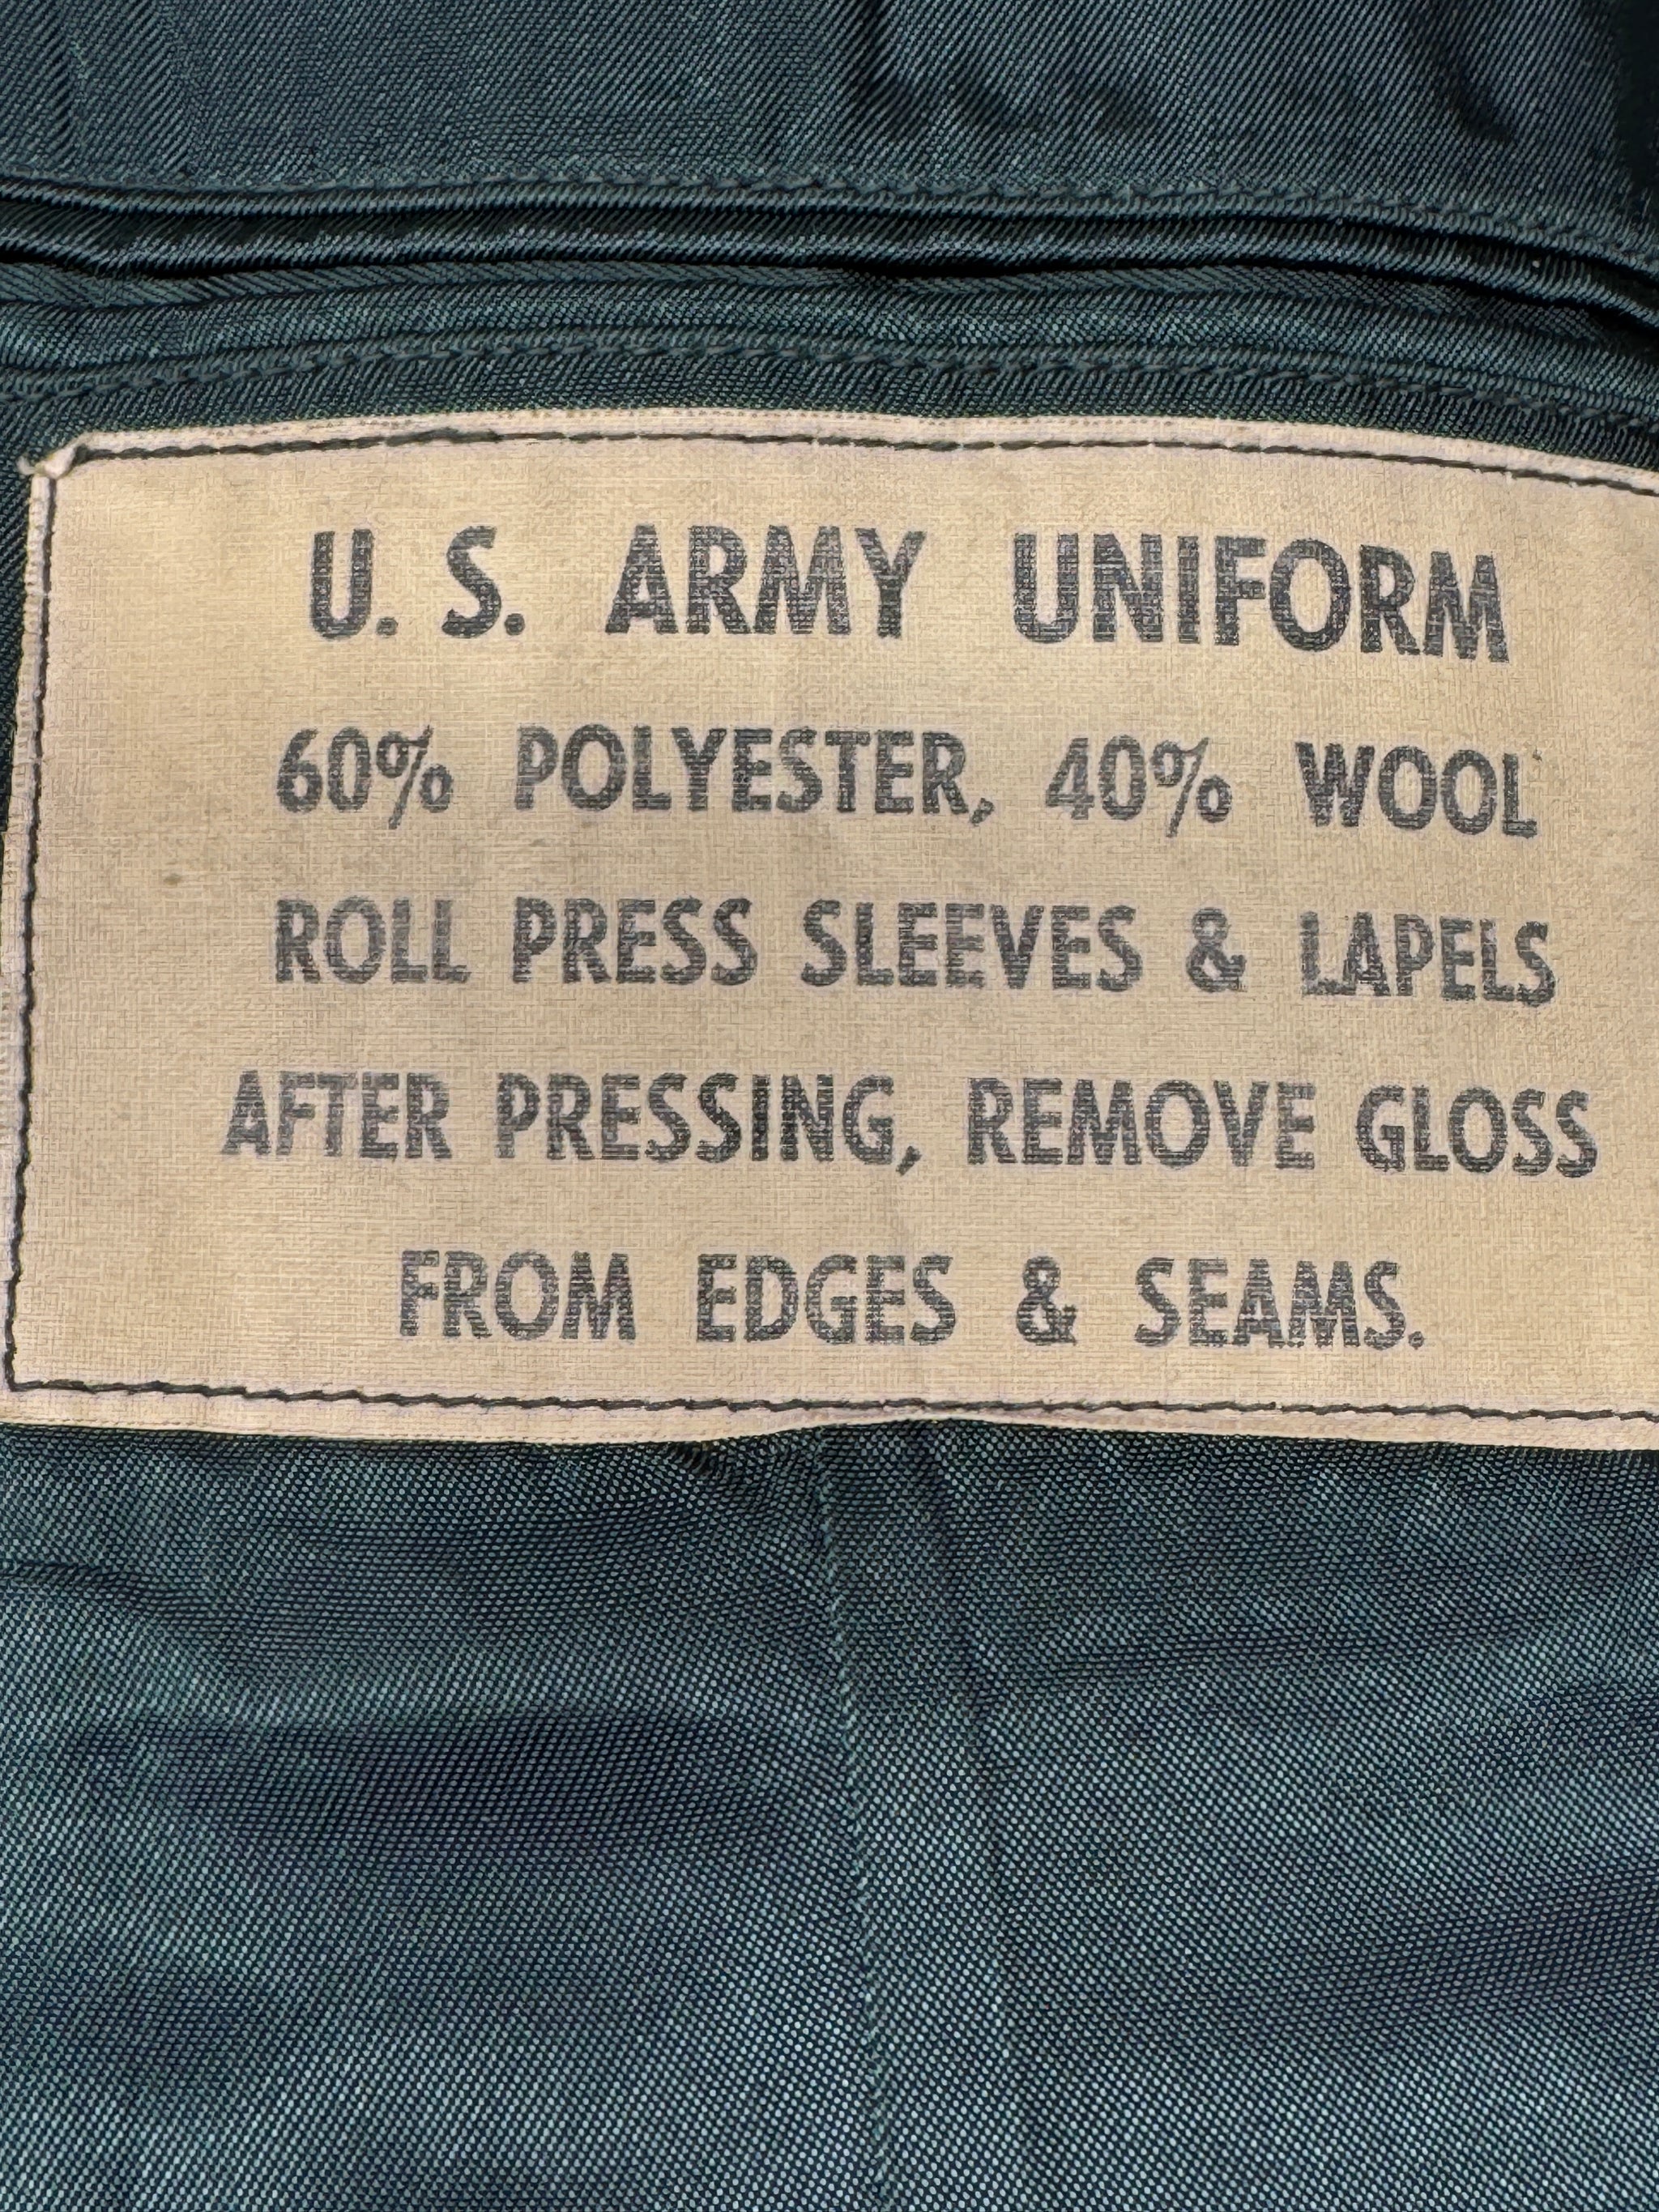 U. S. ARMY UNIFORM
60% POLYESTER, 40% WOOL
ROLL PRESS SLEEVES & LAPELS
AFTER PRESSING, REMOVE GLOSS
FROM EDGES & SEAMS.